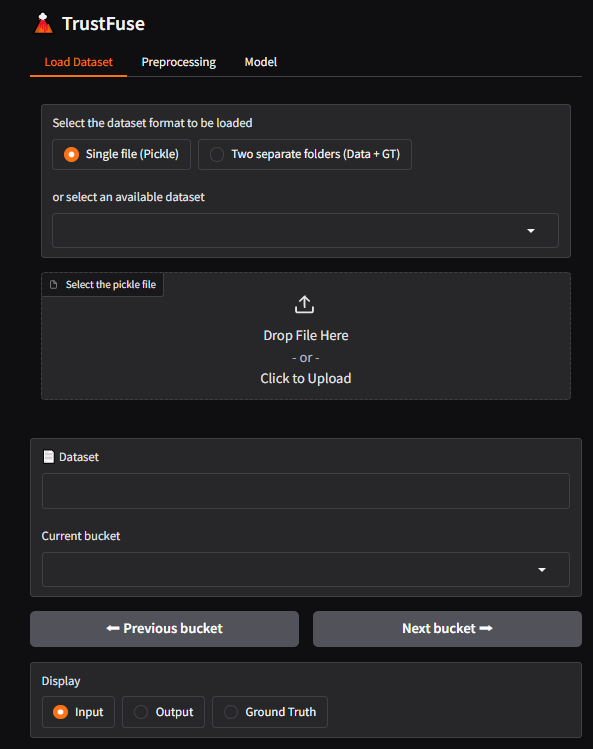 TrustFuse
Load Dataset Preprocessing Model
Select the dataset format to be loaded
Single file (Pickle) Two separate folders (Data + GT)
or select an available dataset
Select the pickle file
Drop File Here
- or -
Click to Upload
Dataset
Current bucket
Previous bucket Next bucket
Display
Input Output Ground Truth